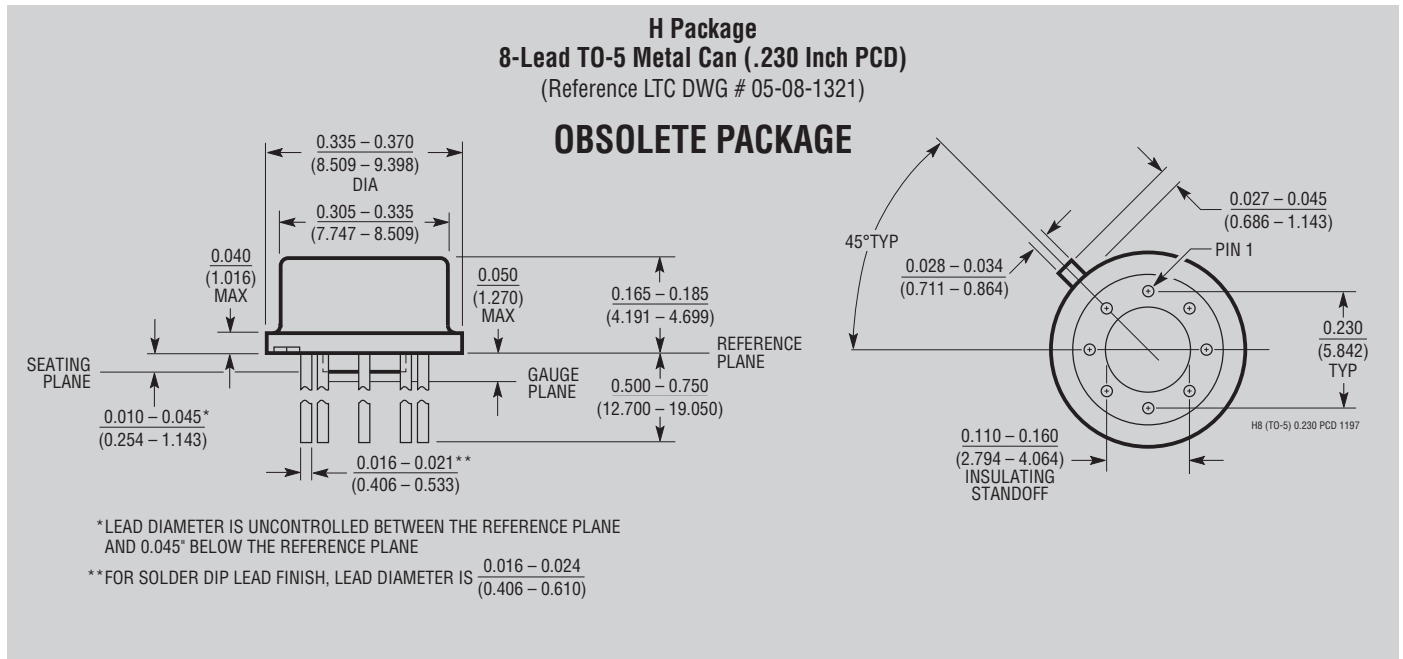 H Package
8-Lead TO-5 Metal Can (.230 Inch PCD)
(Reference LTC DWG # 05-08-1321)
OBSOLETE PACKAGE
0.335 – 0.370
(8.509 – 9.398)
DIA
0.305 – 0.335
(7.747 – 8.509)
0.040
(1.016)
MAX
0.050
(1.270)
MAX
0.165 – 0.185
(4.191 – 4.699)
REFERENCE
PLANE
SEATING
PLANE
GAUGE
PLANE
0.500 – 0.750
(12.700 – 19.050)
0.010 – 0.045*
(0.254 – 1.143)
0.016 – 0.021**
(0.406 – 0.533)
45°TYP
0.028 – 0.034
(0.711 – 0.864)
0.027 – 0.045
(0.686 – 1.143)
PIN 1
0.230
(5.842)
TYP
H8 (TO-5) 0.230 PCD 1197
0.110 – 0.160
(2.794 – 4.064)
INSULATING
STANDOFF
*LEAD DIAMETER IS UNCONTROLLED BETWEEN THE REFERENCE PLANE
AND 0.045" BELOW THE REFERENCE PLANE
**FOR SOLDER DIP LEAD FINISH, LEAD DIAMETER IS 0.016 – 0.024
(0.406 – 0.610)